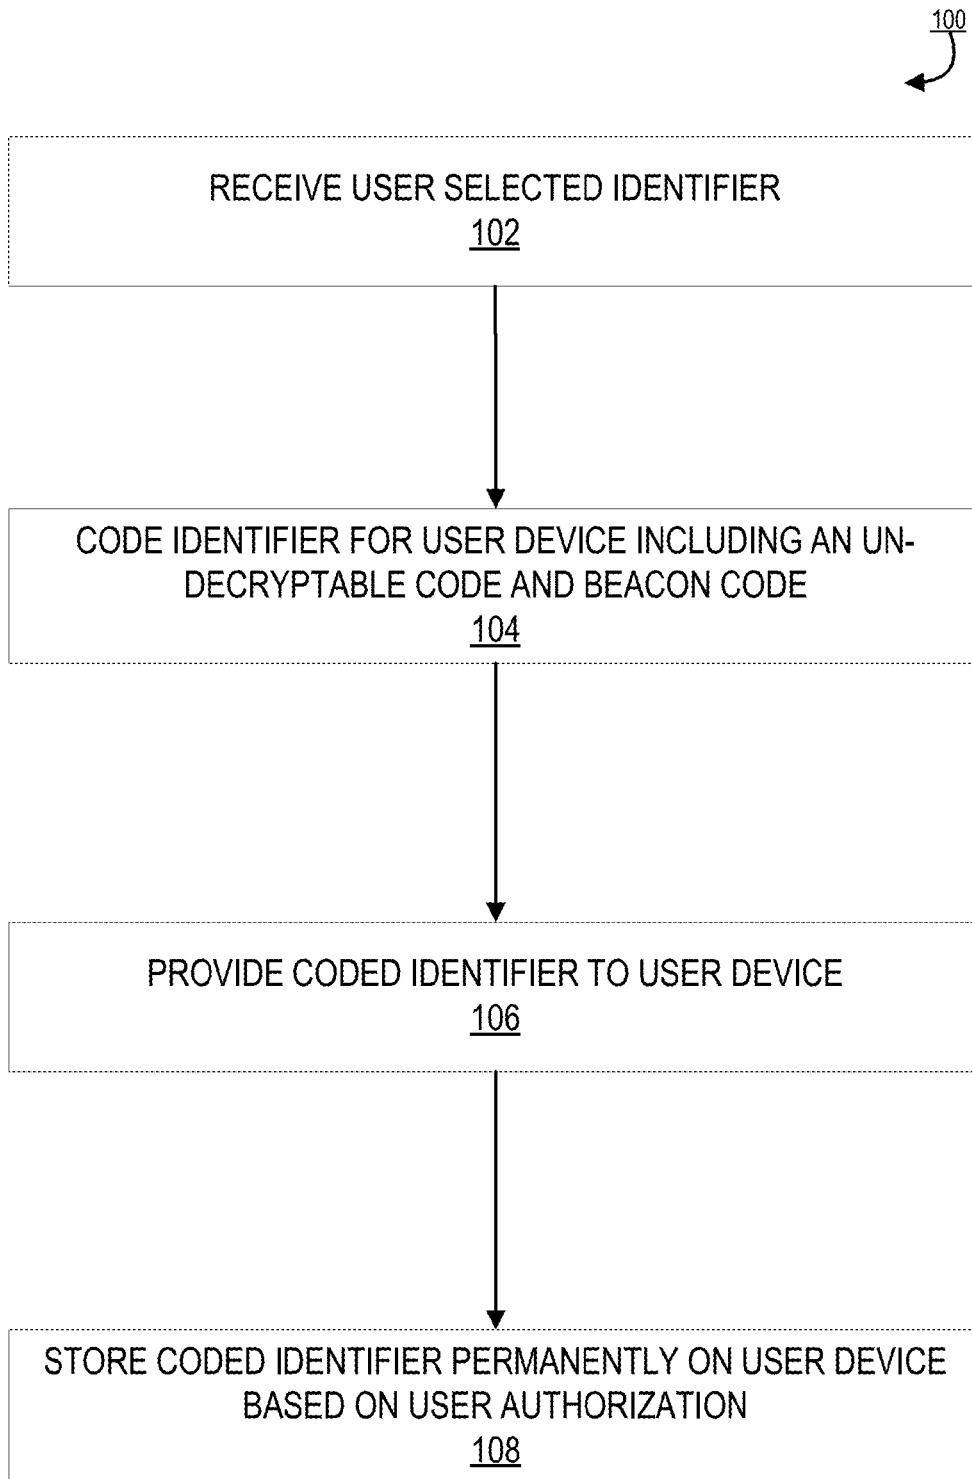 100
RECEIVE USER SELECTED IDENTIFIER
102
CODE IDENTIFIER FOR USER DEVICE INCLUDING AN UN-
DECRYPTABLE CODE AND BEACON CODE
104
PROVIDE CODED IDENTIFIER TO USER DEVICE
106
STORE CODED IDENTIFIER PERMANENTLY ON USER DEVICE
BASED ON USER AUTHORIZATION
108